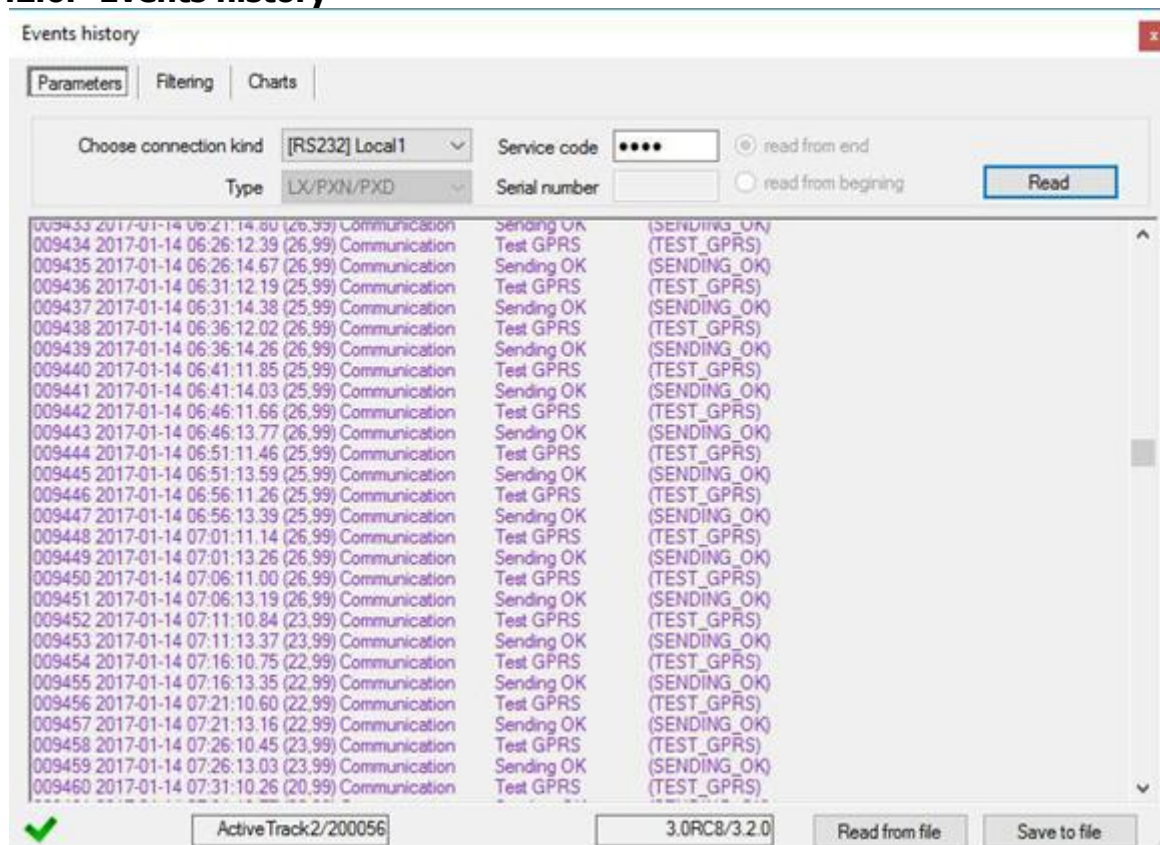 Events history
Events history
x
Parameters Filtering Charts
Choose connection kind [RS232] Local1 Service code •••• read from end
Type LX/PXN/PXD Serial number read from begining Read
009433 2017-01-14 06:21:14.80 (26,99) Communication Sending OK (SENDING_OK)
009434 2017-01-14 06:26:12.39 (26,99) Communication Test GPRS (TEST_GPRS)
009435 2017-01-14 06:26:14.67 (26,99) Communication Sending OK (SENDING_OK)
009436 2017-01-14 06:31:12.19 (25,99) Communication Test GPRS (TEST_GPRS)
009437 2017-01-14 06:31:14.38 (25,99) Communication Sending OK (SENDING_OK)
009438 2017-01-14 06:36:12.02 (26,99) Communication Test GPRS (TEST_GPRS)
009439 2017-01-14 06:36:14.26 (26,99) Communication Sending OK (SENDING_OK)
009440 2017-01-14 06:41:11.85 (25,99) Communication Test GPRS (TEST_GPRS)
009441 2017-01-14 06:41:14.03 (25,99) Communication Sending OK (SENDING_OK)
009442 2017-01-14 06:46:11.66 (26,99) Communication Test GPRS (TEST_GPRS)
009443 2017-01-14 06:46:13.77 (26,99) Communication Sending OK (SENDING_OK)
009444 2017-01-14 06:51:11.46 (25,99) Communication Test GPRS (TEST_GPRS)
009445 2017-01-14 06:51:13.59 (25,99) Communication Sending OK (SENDING_OK)
009446 2017-01-14 06:56:11.26 (25,99) Communication Test GPRS (TEST_GPRS)
009447 2017-01-14 06:56:13.39 (25,99) Communication Sending OK (SENDING_OK)
009448 2017-01-14 07:01:11.14 (26,99) Communication Test GPRS (TEST_GPRS)
009449 2017-01-14 07:01:13.26 (26,99) Communication Sending OK (SENDING_OK)
009450 2017-01-14 07:06:11.00 (26,99) Communication Test GPRS (TEST_GPRS)
009451 2017-01-14 07:06:13.19 (26,99) Communication Sending OK (SENDING_OK)
009452 2017-01-14 07:11:10.84 (23,99) Communication Test GPRS (TEST_GPRS)
009453 2017-01-14 07:11:13.37 (23,99) Communication Sending OK (SENDING_OK)
009454 2017-01-14 07:16:10.75 (22,99) Communication Test GPRS (TEST_GPRS)
009455 2017-01-14 07:16:13.35 (22,99) Communication Sending OK (SENDING_OK)
009456 2017-01-14 07:21:10.60 (22,99) Communication Test GPRS (TEST_GPRS)
009457 2017-01-14 07:21:13.16 (22,99) Communication Sending OK (SENDING_OK)
009458 2017-01-14 07:26:10.45 (23,99) Communication Test GPRS (TEST_GPRS)
009459 2017-01-14 07:26:13.03 (23,99) Communication Sending OK (SENDING_OK)
009460 2017-01-14 07:31:10.26 (20,99) Communication Test GPRS (TEST_GPRS)
ActiveTrack2/200056 3.0RC8/3.2.0 Read from file Save to file